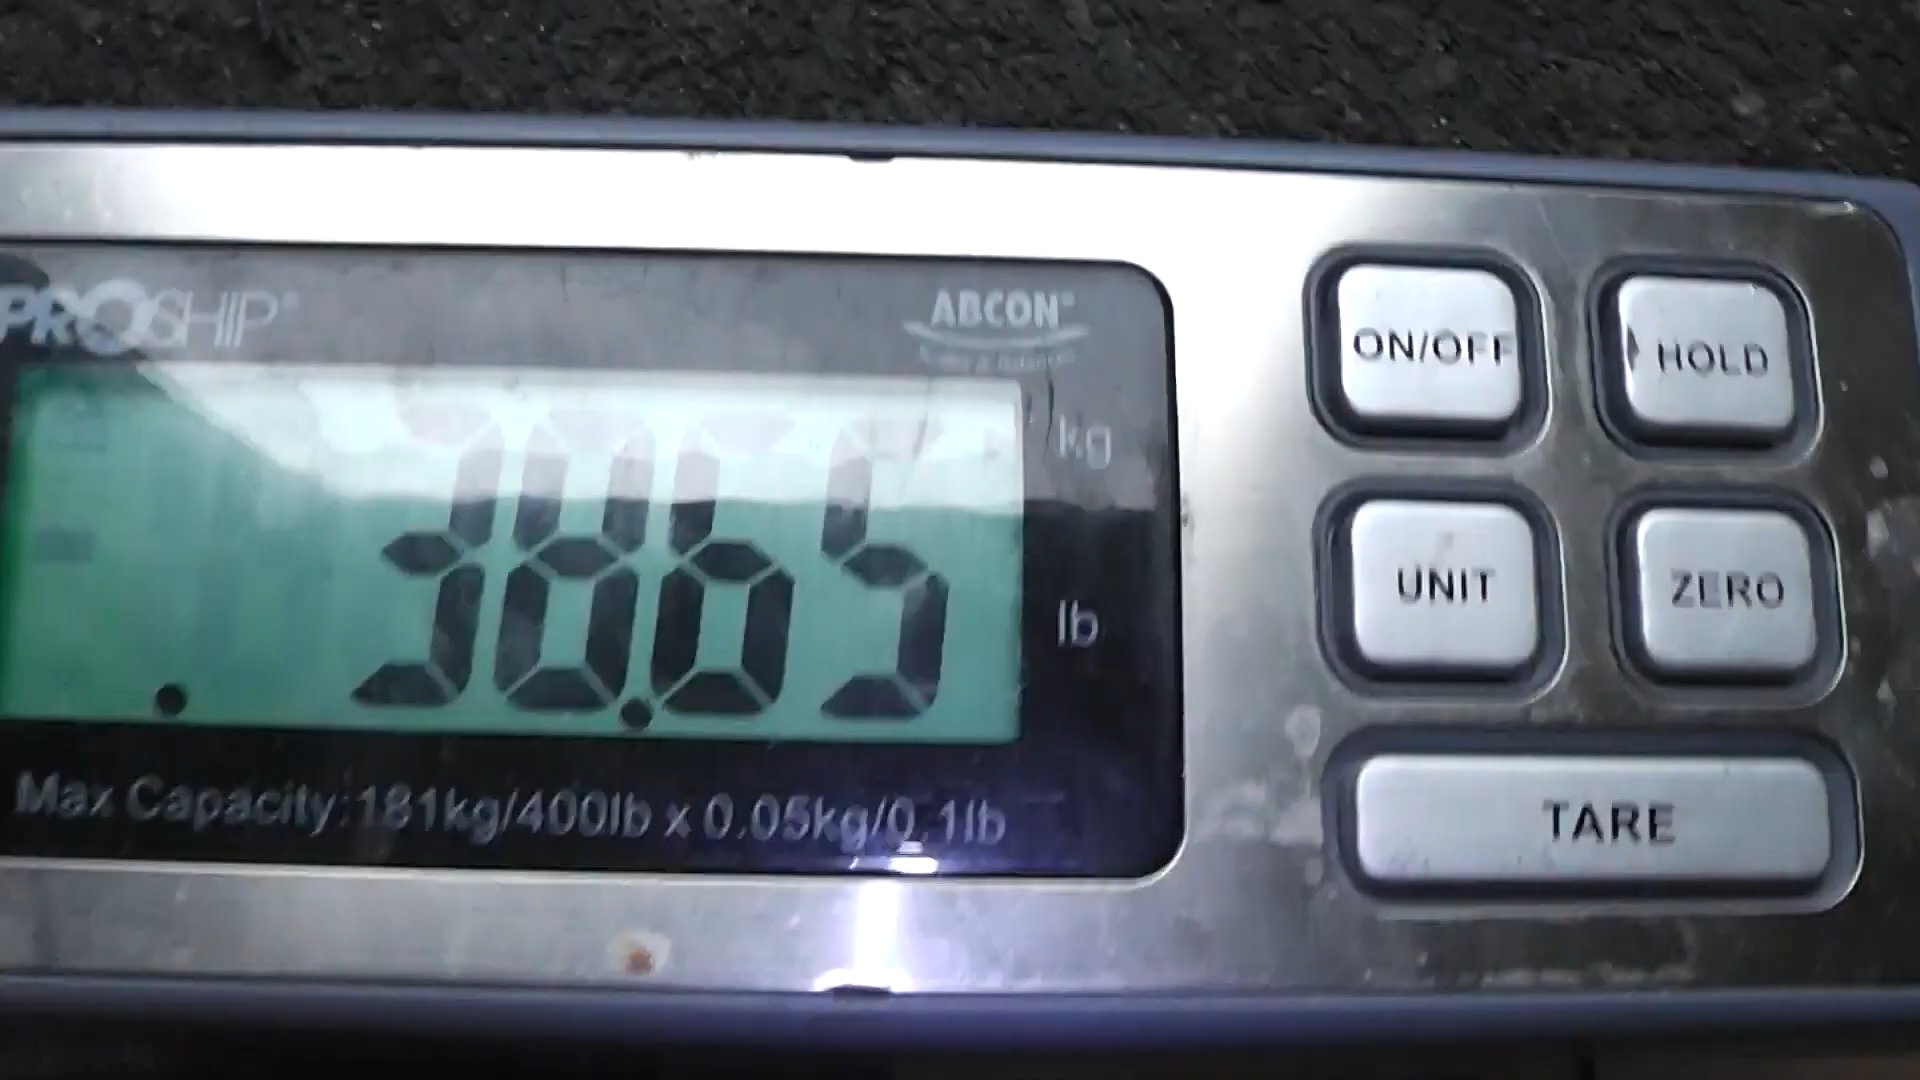 PROSHIP®
ABCON®
38.65
kg
lb
Max Capacity:181kg/400lb x 0.05kg/0.1lb
ON/OFF
HOLD
UNIT
ZERO
TARE